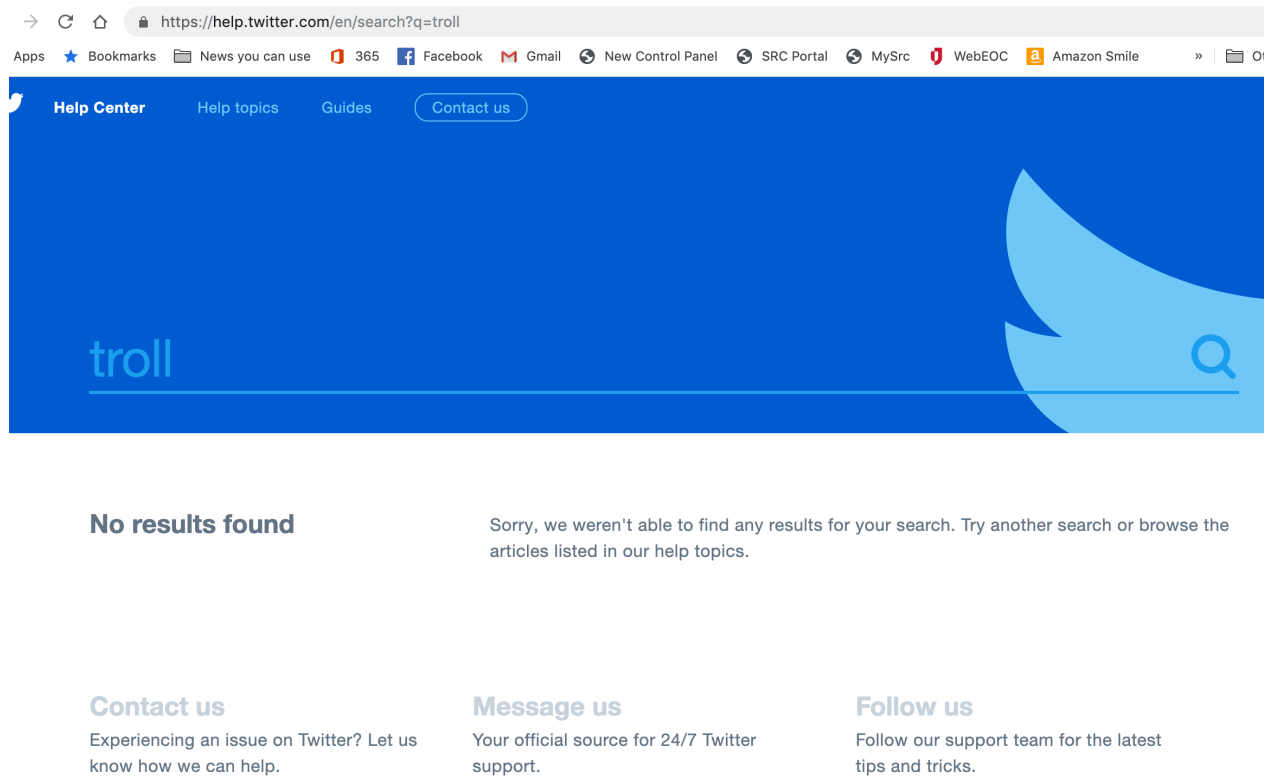 https://help.twitter.com/en/search?q=troll
Apps Bookmarks News you can use 365 Facebook Gmail New Control Panel SRC Portal MySrc WebEOC Amazon Smile » Ot
Help Center Help topics Guides Contact us
troll
No results found
Sorry, we weren't able to find any results for your search. Try another search or browse the
articles listed in our help topics.
Contact us
Experiencing an issue on Twitter? Let us
know how we can help.
Message us
Your official source for 24/7 Twitter
support.
Follow us
Follow our support team for the latest
tips and tricks.